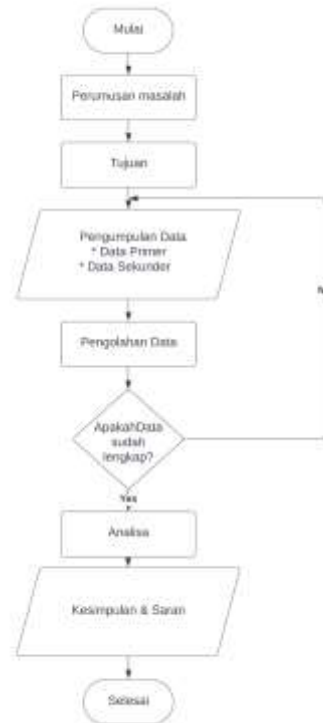 Mulai
Perumusan masalah
Tujuan
Pengumpulan Data
* Data Primer
* Data Sekunder
Pengolahan Data
ApakahData
sudah
lengkap?
Yes
Analisa
Kesimpulan & Saran
Selesai